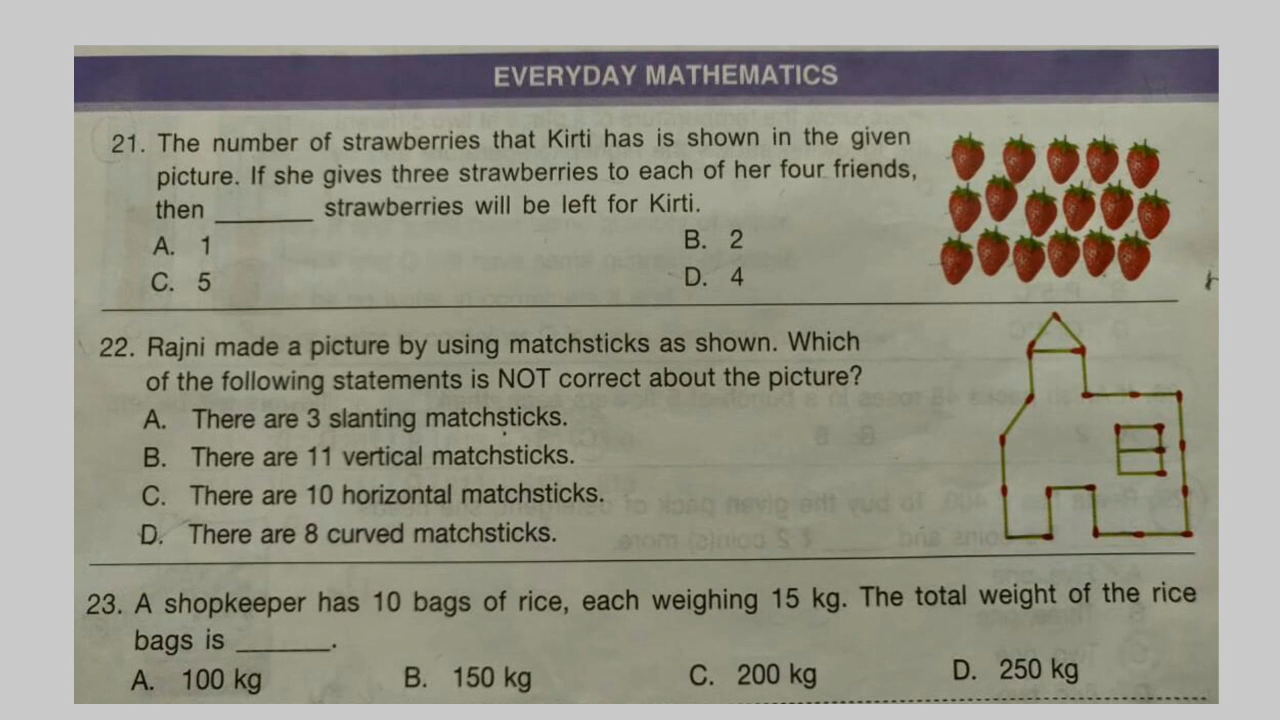 EVERYDAY MATHEMATICS
21. The number of strawberries that Kirti has is shown in the given
picture. If she gives three strawberries to each of her four friends,
then ________ strawberries will be left for Kirti.
A. 1 B. 2
C. 5 D. 4
22. Rajni made a picture by using matchsticks as shown. Which
of the following statements is NOT correct about the picture?
A. There are 3 slanting matchsticks.
B. There are 11 vertical matchsticks.
C. There are 10 horizontal matchsticks.
D. There are 8 curved matchsticks.
23. A shopkeeper has 10 bags of rice, each weighing 15 kg. The total weight of the rice
bags is ________.
A. 100 kg B. 150 kg C. 200 kg D. 250 kg